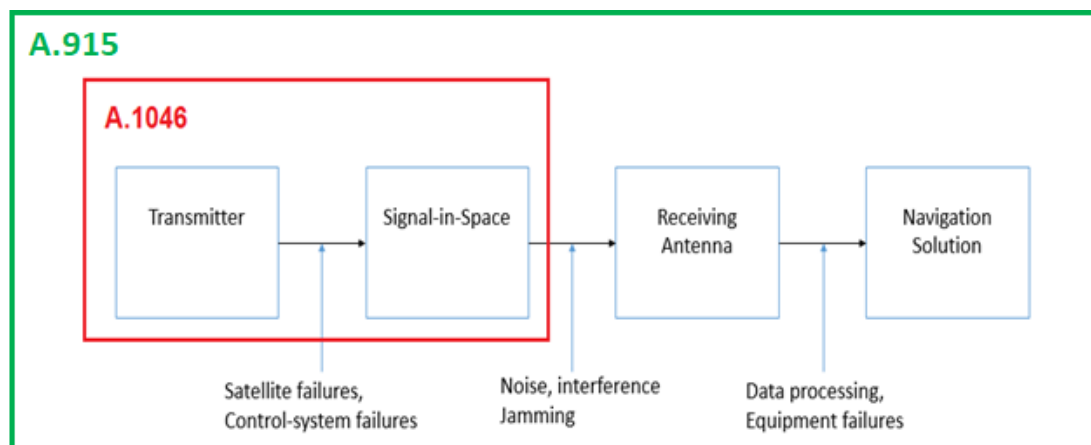 A.915
A.1046
Transmitter
Signal-in-Space
Receiving
Antenna
Navigation
Solution
Satellite failures,
Control-system failures
Noise, interference
Jamming
Data processing,
Equipment failures